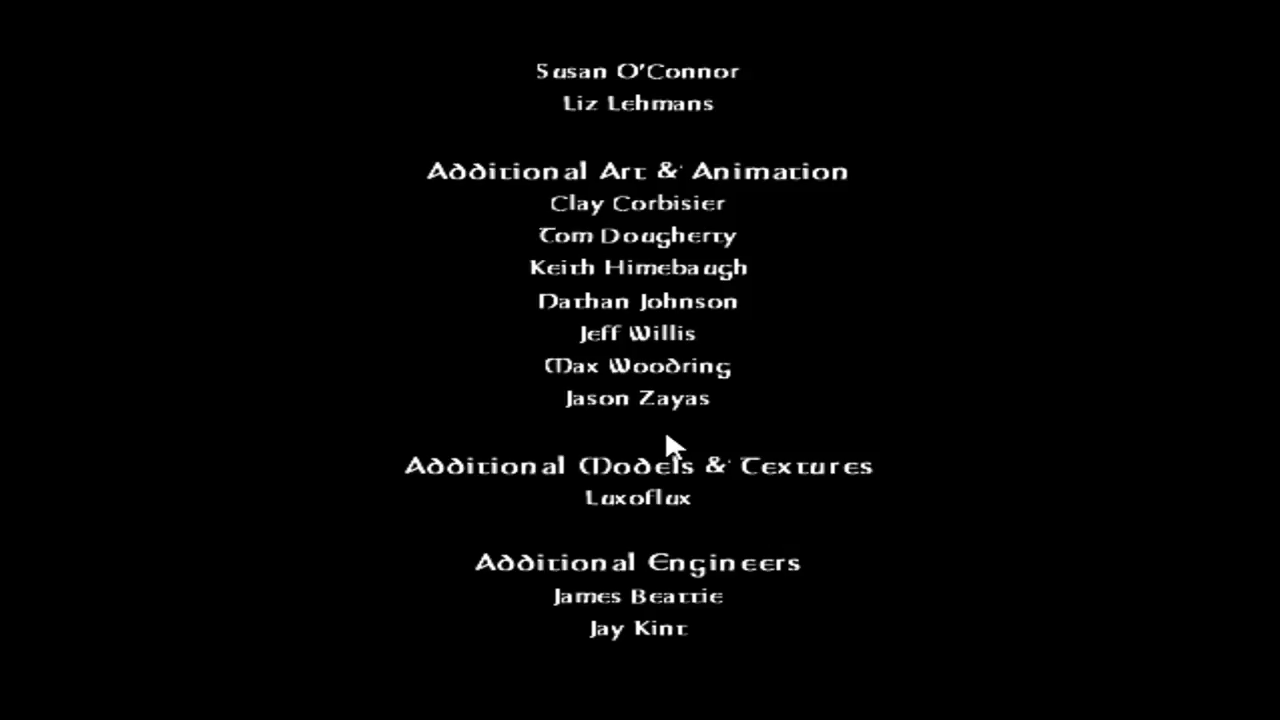 Susan O'Connor
Liz Lehmans
Additional Art & Animation
Clay Corbisier
Tom Dougherty
Keith Himebaugh
Dathan Johnson
Jeff Willis
Max Woodring
Jason Zayas
Additional Models & Textures
Luxoflux
Additional Engineers
James Beattie
Jay Kint